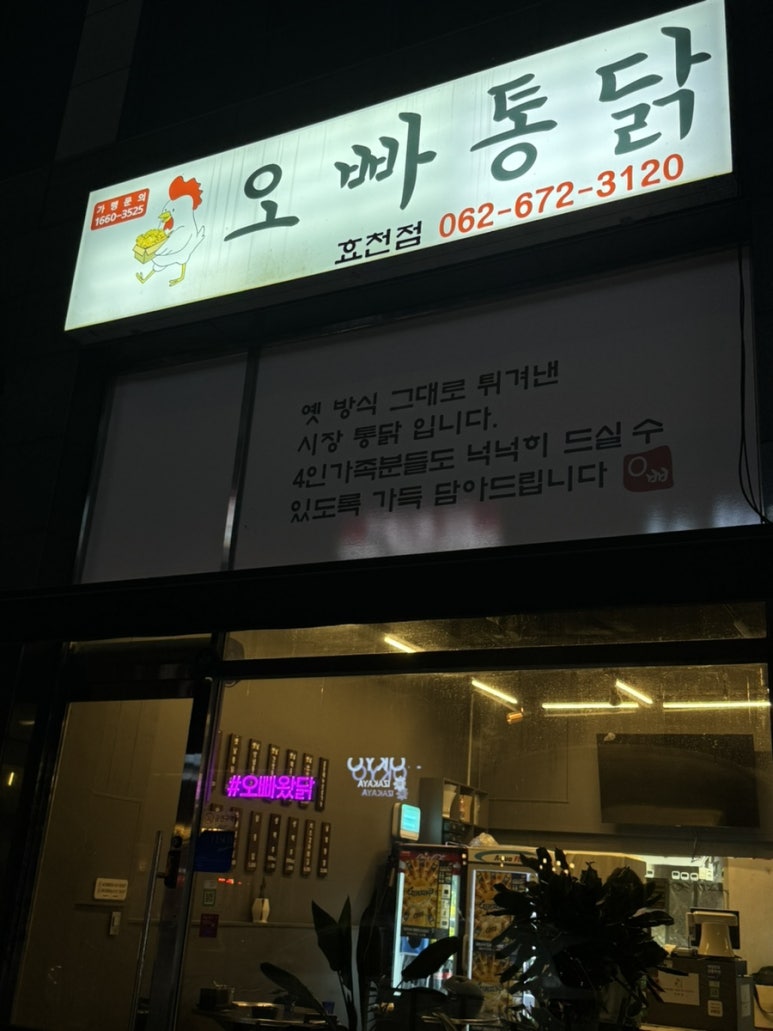 가맹문의
1660-3525
오빠통닭
효천점 062-672-3120
옛 방식 그대로 튀겨낸
시장 통닭 입니다.
4인가족분들도 넉넉히 드실 수
있도록 가득 담아드립니다
오빠
#오빠왔닭
IZAKAYA